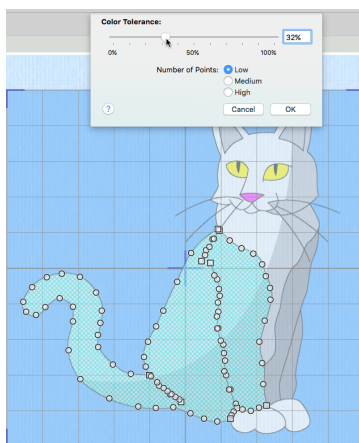 Color Tolerance:
32%
0% 50% 100%
Number of Points: Low
Medium
High
? Cancel OK